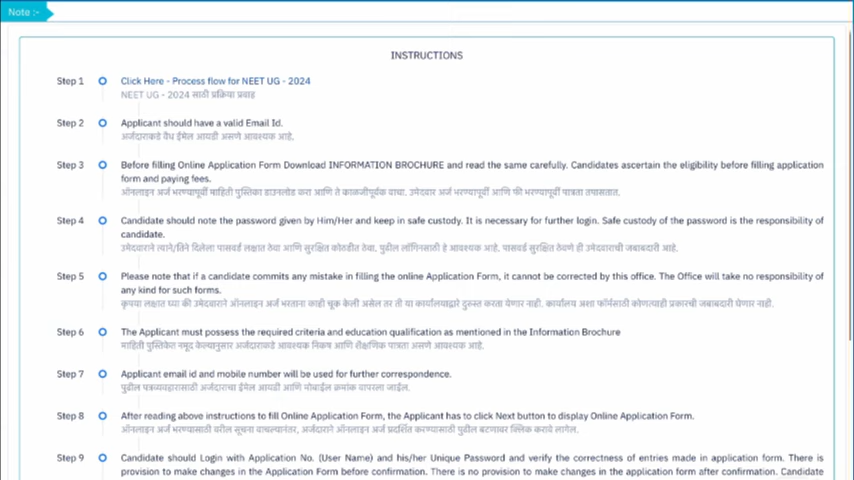 Note :-
INSTRUCTIONS
Step 1
Click Here - Process flow for NEET UG - 2024
NEET UG - 2024 साठी प्रक्रिया प्रवाह
Step 2
Applicant should have a valid Email Id.
अर्जदाराकडे वैध ईमेल आयडी असणे आवश्यक आहे.
Step 3
Before filling Online Application Form Download INFORMATION BROCHURE and read the same carefully. Candidates ascertain the eligibility before filling application
form and paying fees.
ऑनलाइन अर्ज भरण्यापूर्वी माहिती पुस्तिका डाउनलोड करा आणि ते काळजीपूर्वक वाचा. उमेदवार अर्ज भरण्यापूर्वी आणि फी भरण्यापूर्वी पात्रता तपासतात.
Step 4
Candidate should note the password given by Him/Her and keep in safe custody. It is necessary for further login. Safe custody of the password is the responsibility of
candidate.
उमेदवाराने त्याने/तिने दिलेला पासवर्ड लक्षात ठेवा आणि सुरक्षित कोठडीत ठेवा. पुढील लॉगिनसाठी हे आवश्यक आहे. पासवर्ड सुरक्षित ठेवणे ही उमेदवाराची जबाबदारी आहे.
Step 5
Please note that if a candidate commits any mistake in filling the online Application Form, it cannot be corrected by this office. The Office will take no responsibility of
any kind for such forms.
कृपया लक्षात घ्या की उमेदवाराने ऑनलाइन अर्ज भरताना काही चूक केली असेल तर ती या कार्यालयाद्वारे दुरुस्त करता येणार नाही. कार्यालय अशा फॉर्मसाठी कोणत्याही प्रकारची जबाबदारी घेणार नाही.
Step 6
The Applicant must possess the required criteria and education qualification as mentioned in the Information Brochure
माहिती पुस्तिकेत नमूद केल्यानुसार अर्जदाराकडे आवश्यक निकष आणि शैक्षणिक पात्रता असणे आवश्यक आहे.
Step 7
Applicant email id and mobile number will be used for further correspondence.
पुढील पत्रव्यवहारासाठी अर्जदाराचा ईमेल आयडी आणि मोबाईल क्रमांक वापरला जाईल.
Step 8
After reading above instructions to fill Online Application Form, the Applicant has to click Next button to display Online Application Form.
ऑनलाइन अर्ज भरण्यासाठी वरील सूचना वाचल्यानंतर, अर्जदाराने ऑनलाइन अर्ज प्रदर्शित करण्यासाठी पुढील बटणावर क्लिक करावे लागेल.
Step 9
Candidate should Login with Application No. (User Name) and his/her Unique Password and verify the correctness of entries made in application form. There is
provision to make changes in the Application Form before confirmation. There is no provision to make changes in the application form after confirmation. Candidate